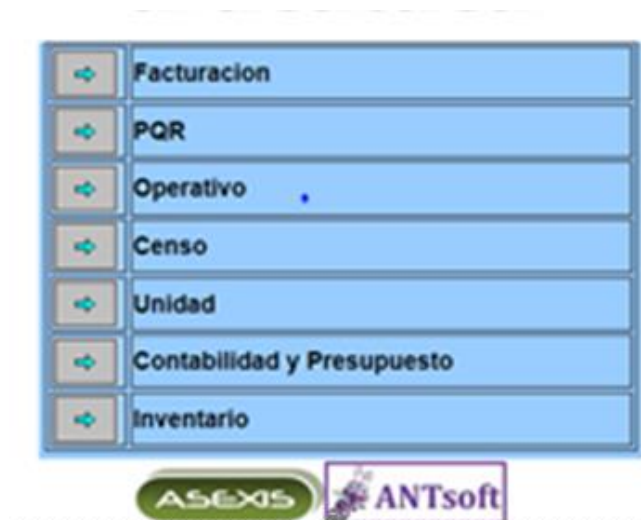 Facturacion
PQR
Operativo
Censo
Unidad
Contabilidad y Presupuesto
Inventario
ASEXIS
ANTsoft